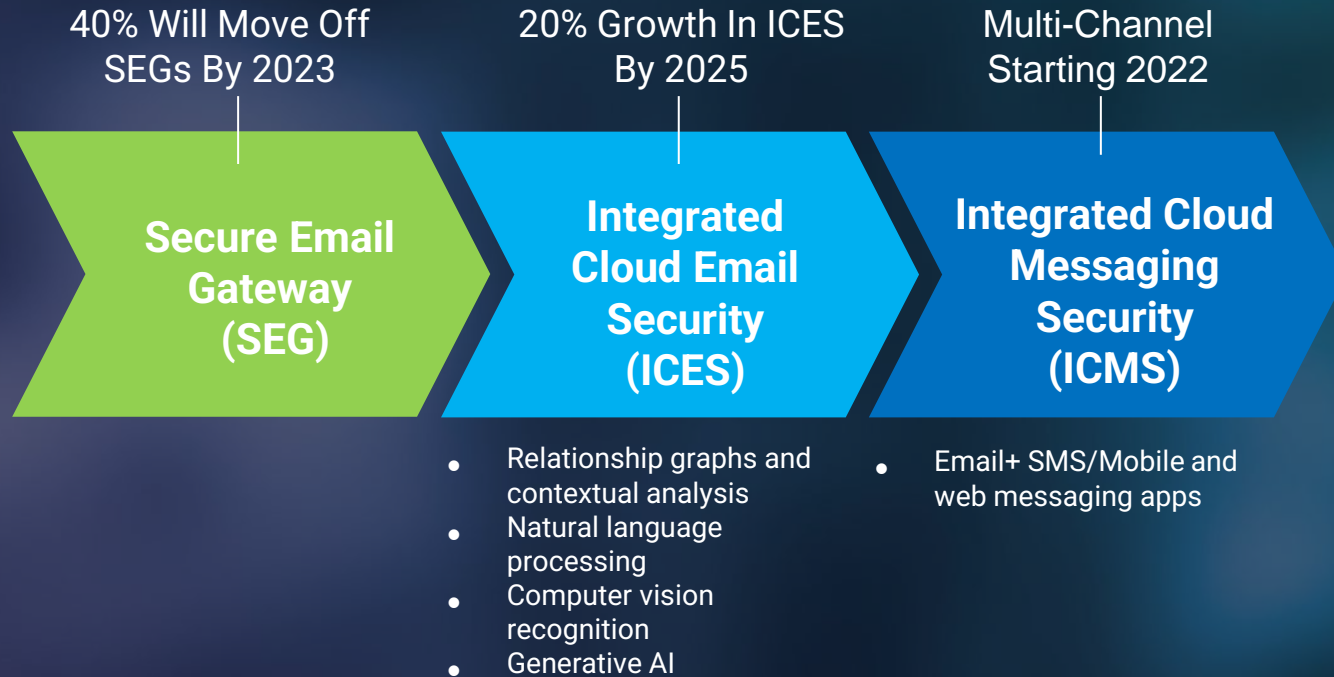 40% Will Move Off
SEGs By 2023
20% Growth In ICES
By 2025
Multi-Channel
Starting 2022
Secure Email
Gateway
(SEG)
Integrated
Cloud Email
Security
(ICES)
Integrated Cloud
Messaging
Security
(ICMS)
• Relationship graphs and
contextual analysis
• Natural language
processing
• Computer vision
recognition
• Generative AI
• Email+ SMS/Mobile and
web messaging apps